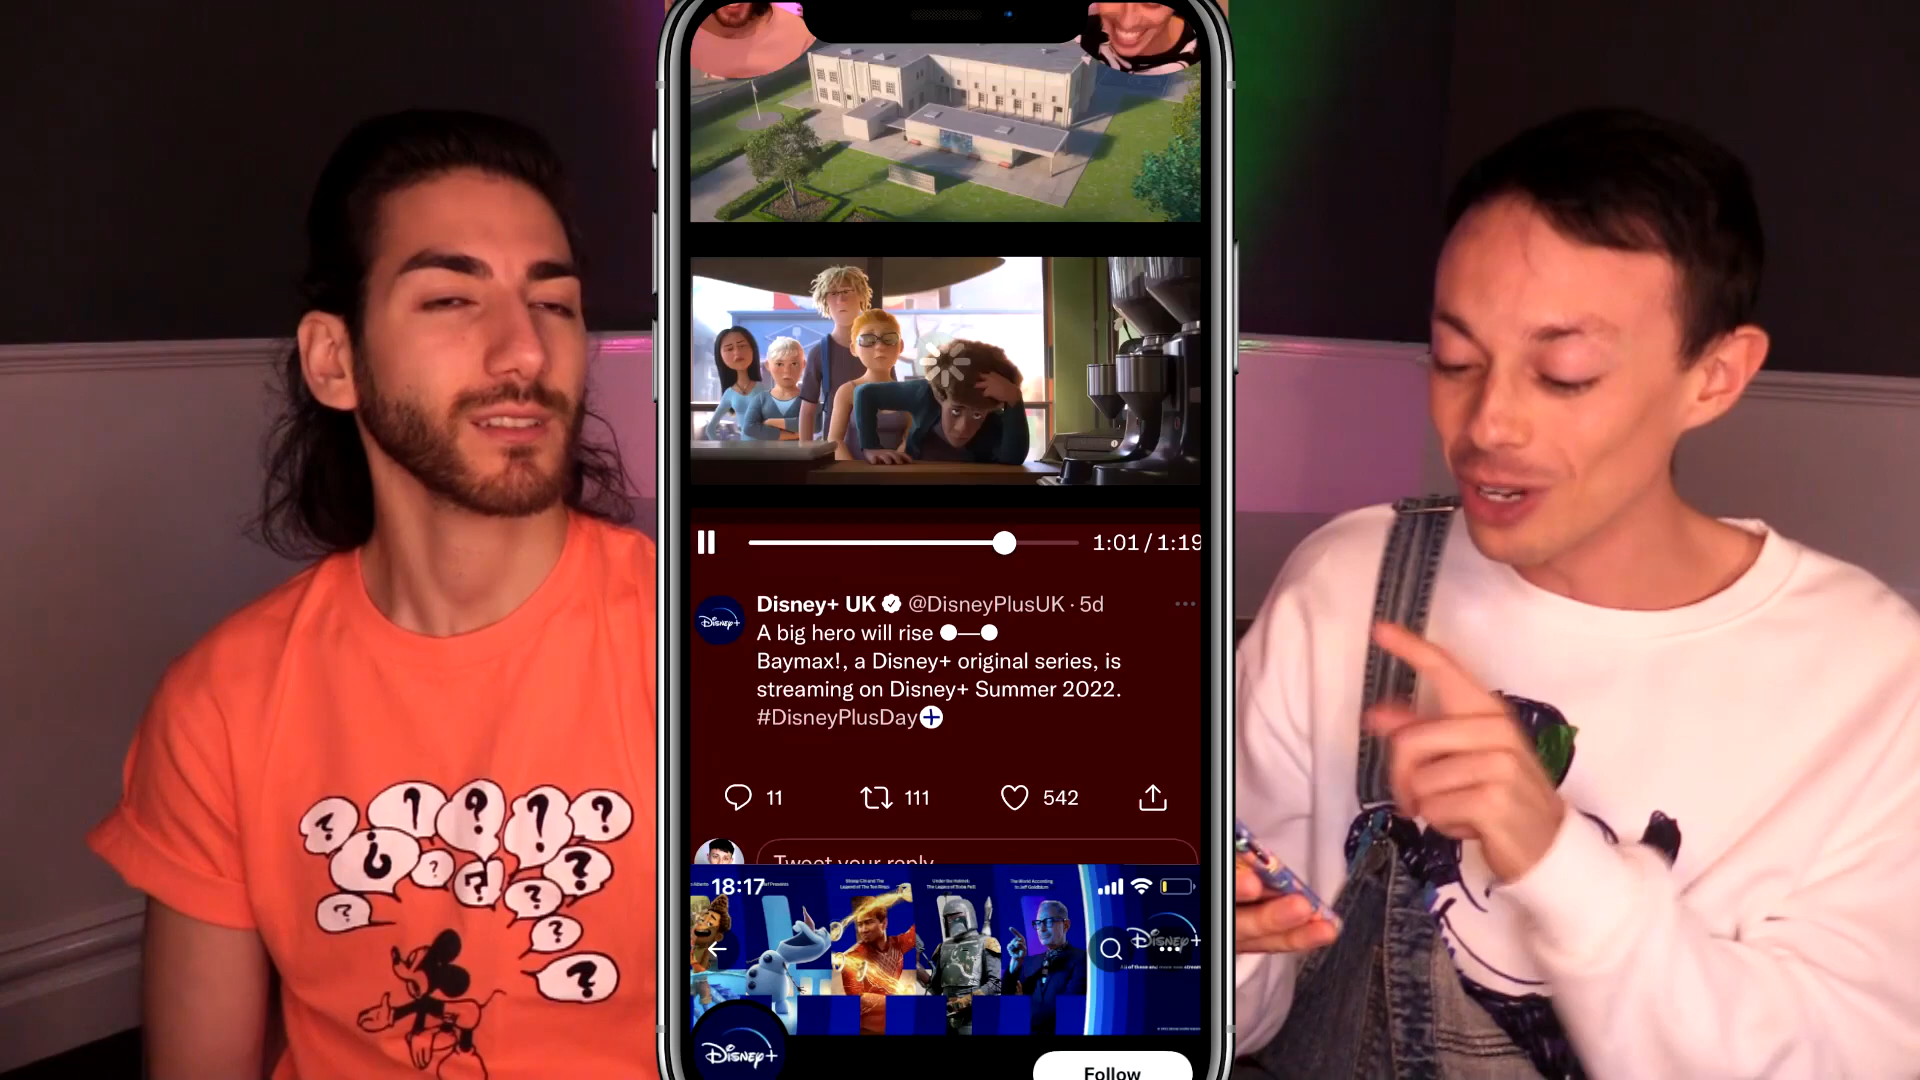 1:01 / 1:19
Disney+ UK @DisneyPlusUK · 5d
A big hero will rise
Baymax!, a Disney+ original series, is
streaming on Disney+ Summer 2022.
#DisneyPlusDay
11 111 542
Tweet your reply
18:17
Disney+
Disney+
Follow
? ? ? ? ? ? ? ? ? ? ? ? ?